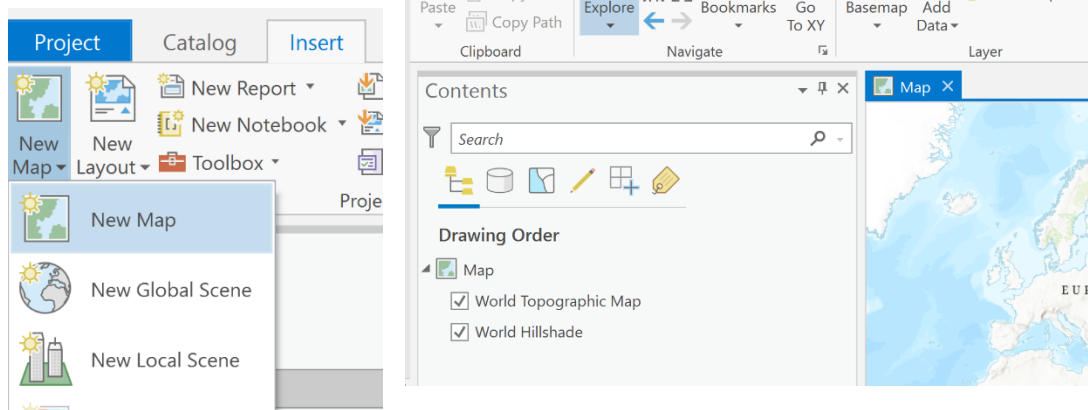 Project
Catalog
Insert
New Map
New Layout
New Report
New Notebook
Toolbox
Proje
New Map
New Global Scene
New Local Scene
Paste
Copy Path
Clipboard
Explore
Bookmarks
Go To XY
Navigate
Basemap
Add Data
Layer
Contents
Map
Search
Drawing Order
Map
World Topographic Map
World Hillshade
EUR